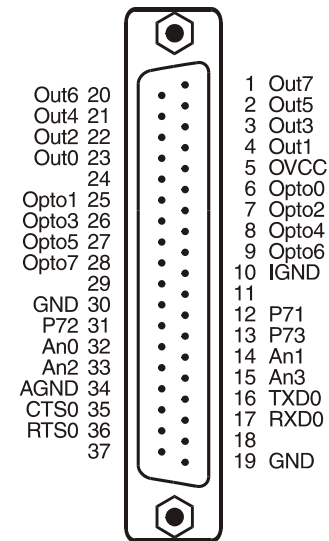 Out6 20
Out4 21
Out2 22
Out0 23
24
Opto1 25
Opto3 26
Opto5 27
Opto7 28
29
GND 30
P72 31
An0 32
An2 33
AGND 34
CTS0 35
RTS0 36
37
1 Out7
2 Out5
3 Out3
4 Out1
5 OVCC
6 Opto0
7 Opto2
8 Opto4
9 Opto6
10 IGND
11
12 P71
13 P73
14 An1
15 An3
16 TXD0
17 RXD0
18
19 GND